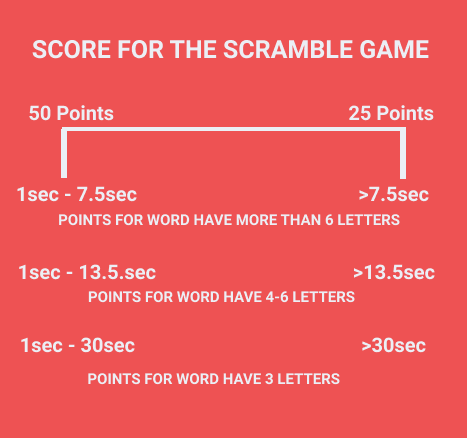 SCORE FOR THE SCRAMBLE GAME
50 Points 25 Points
1sec - 7.5sec >7.5sec
POINTS FOR WORD HAVE MORE THAN 6 LETTERS
1sec - 13.5.sec >13.5sec
POINTS FOR WORD HAVE 4-6 LETTERS
1sec - 30sec >30sec
POINTS FOR WORD HAVE 3 LETTERS